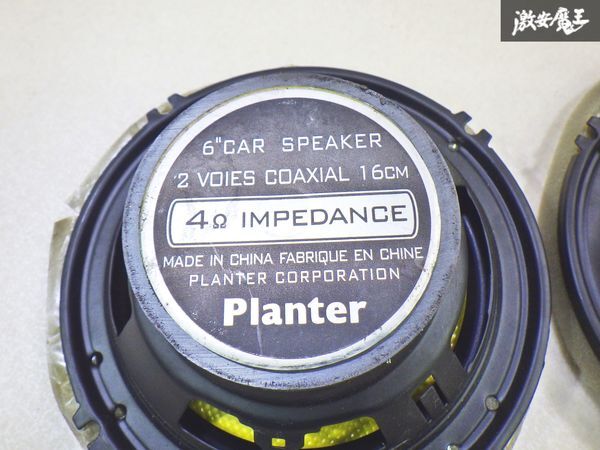 激安魔王
6"CAR SPEAKER
2 VOIES COAXIAL 16CM
4Ω IMPEDANCE
MADE IN CHINA FABRIQUE EN CHINE
PLANTER CORPORATION
Planter